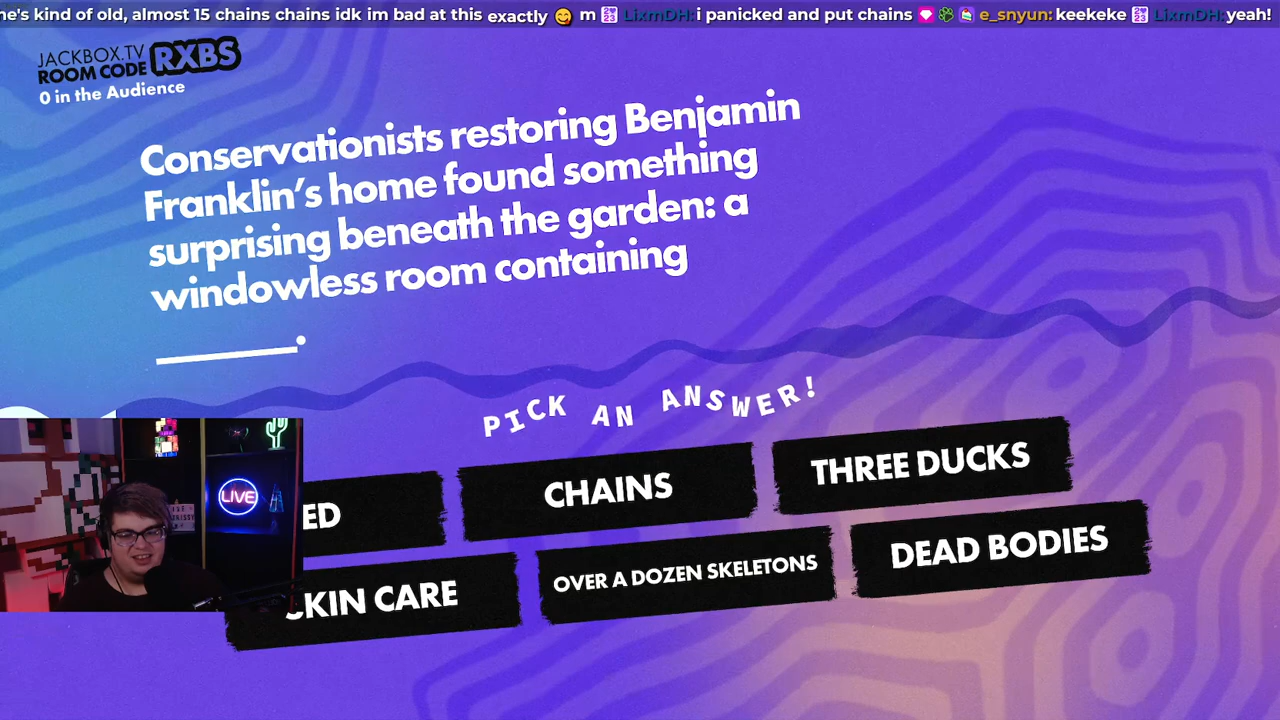 he's kind of old, almost 15 chains chains idk im bad at this exactly 😋 m LixmDH: i panicked and put chains e_snyun: keekeke LixmDH: yeah!
JACKBOX.TV
ROOM CODE RXBS
0 in the Audience
Conservationists restoring Benjamin
Franklin's home found something
surprising beneath the garden: a
windowless room containing
________.
PICK AN ANSWER!
ED
CHAINS
THREE DUCKS
SKIN CARE
OVER A DOZEN SKELETONS
DEAD BODIES
LIVE